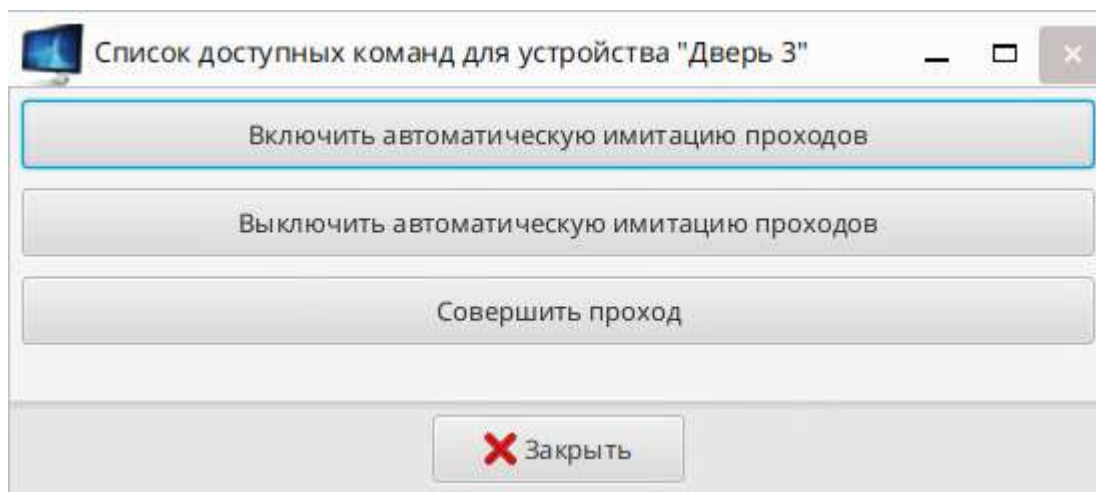 Список доступных команд для устройства "Дверь 3"
Включить автоматическую имитацию проходов
Выключить автоматическую имитацию проходов
Совершить проход
Закрыть